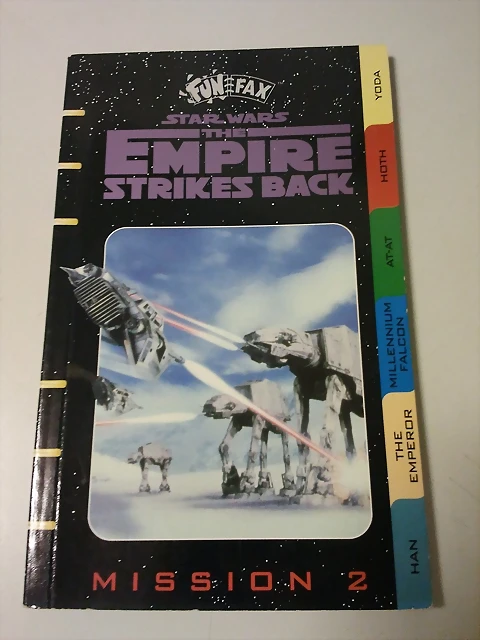 FUN FAX
STAR WARS
THE
EMPIRE
STRIKES BACK
YODA
HOTH
AT-AT
MILLENNIUM
FALCON
THE
EMPEROR
HAN
MISSION 2